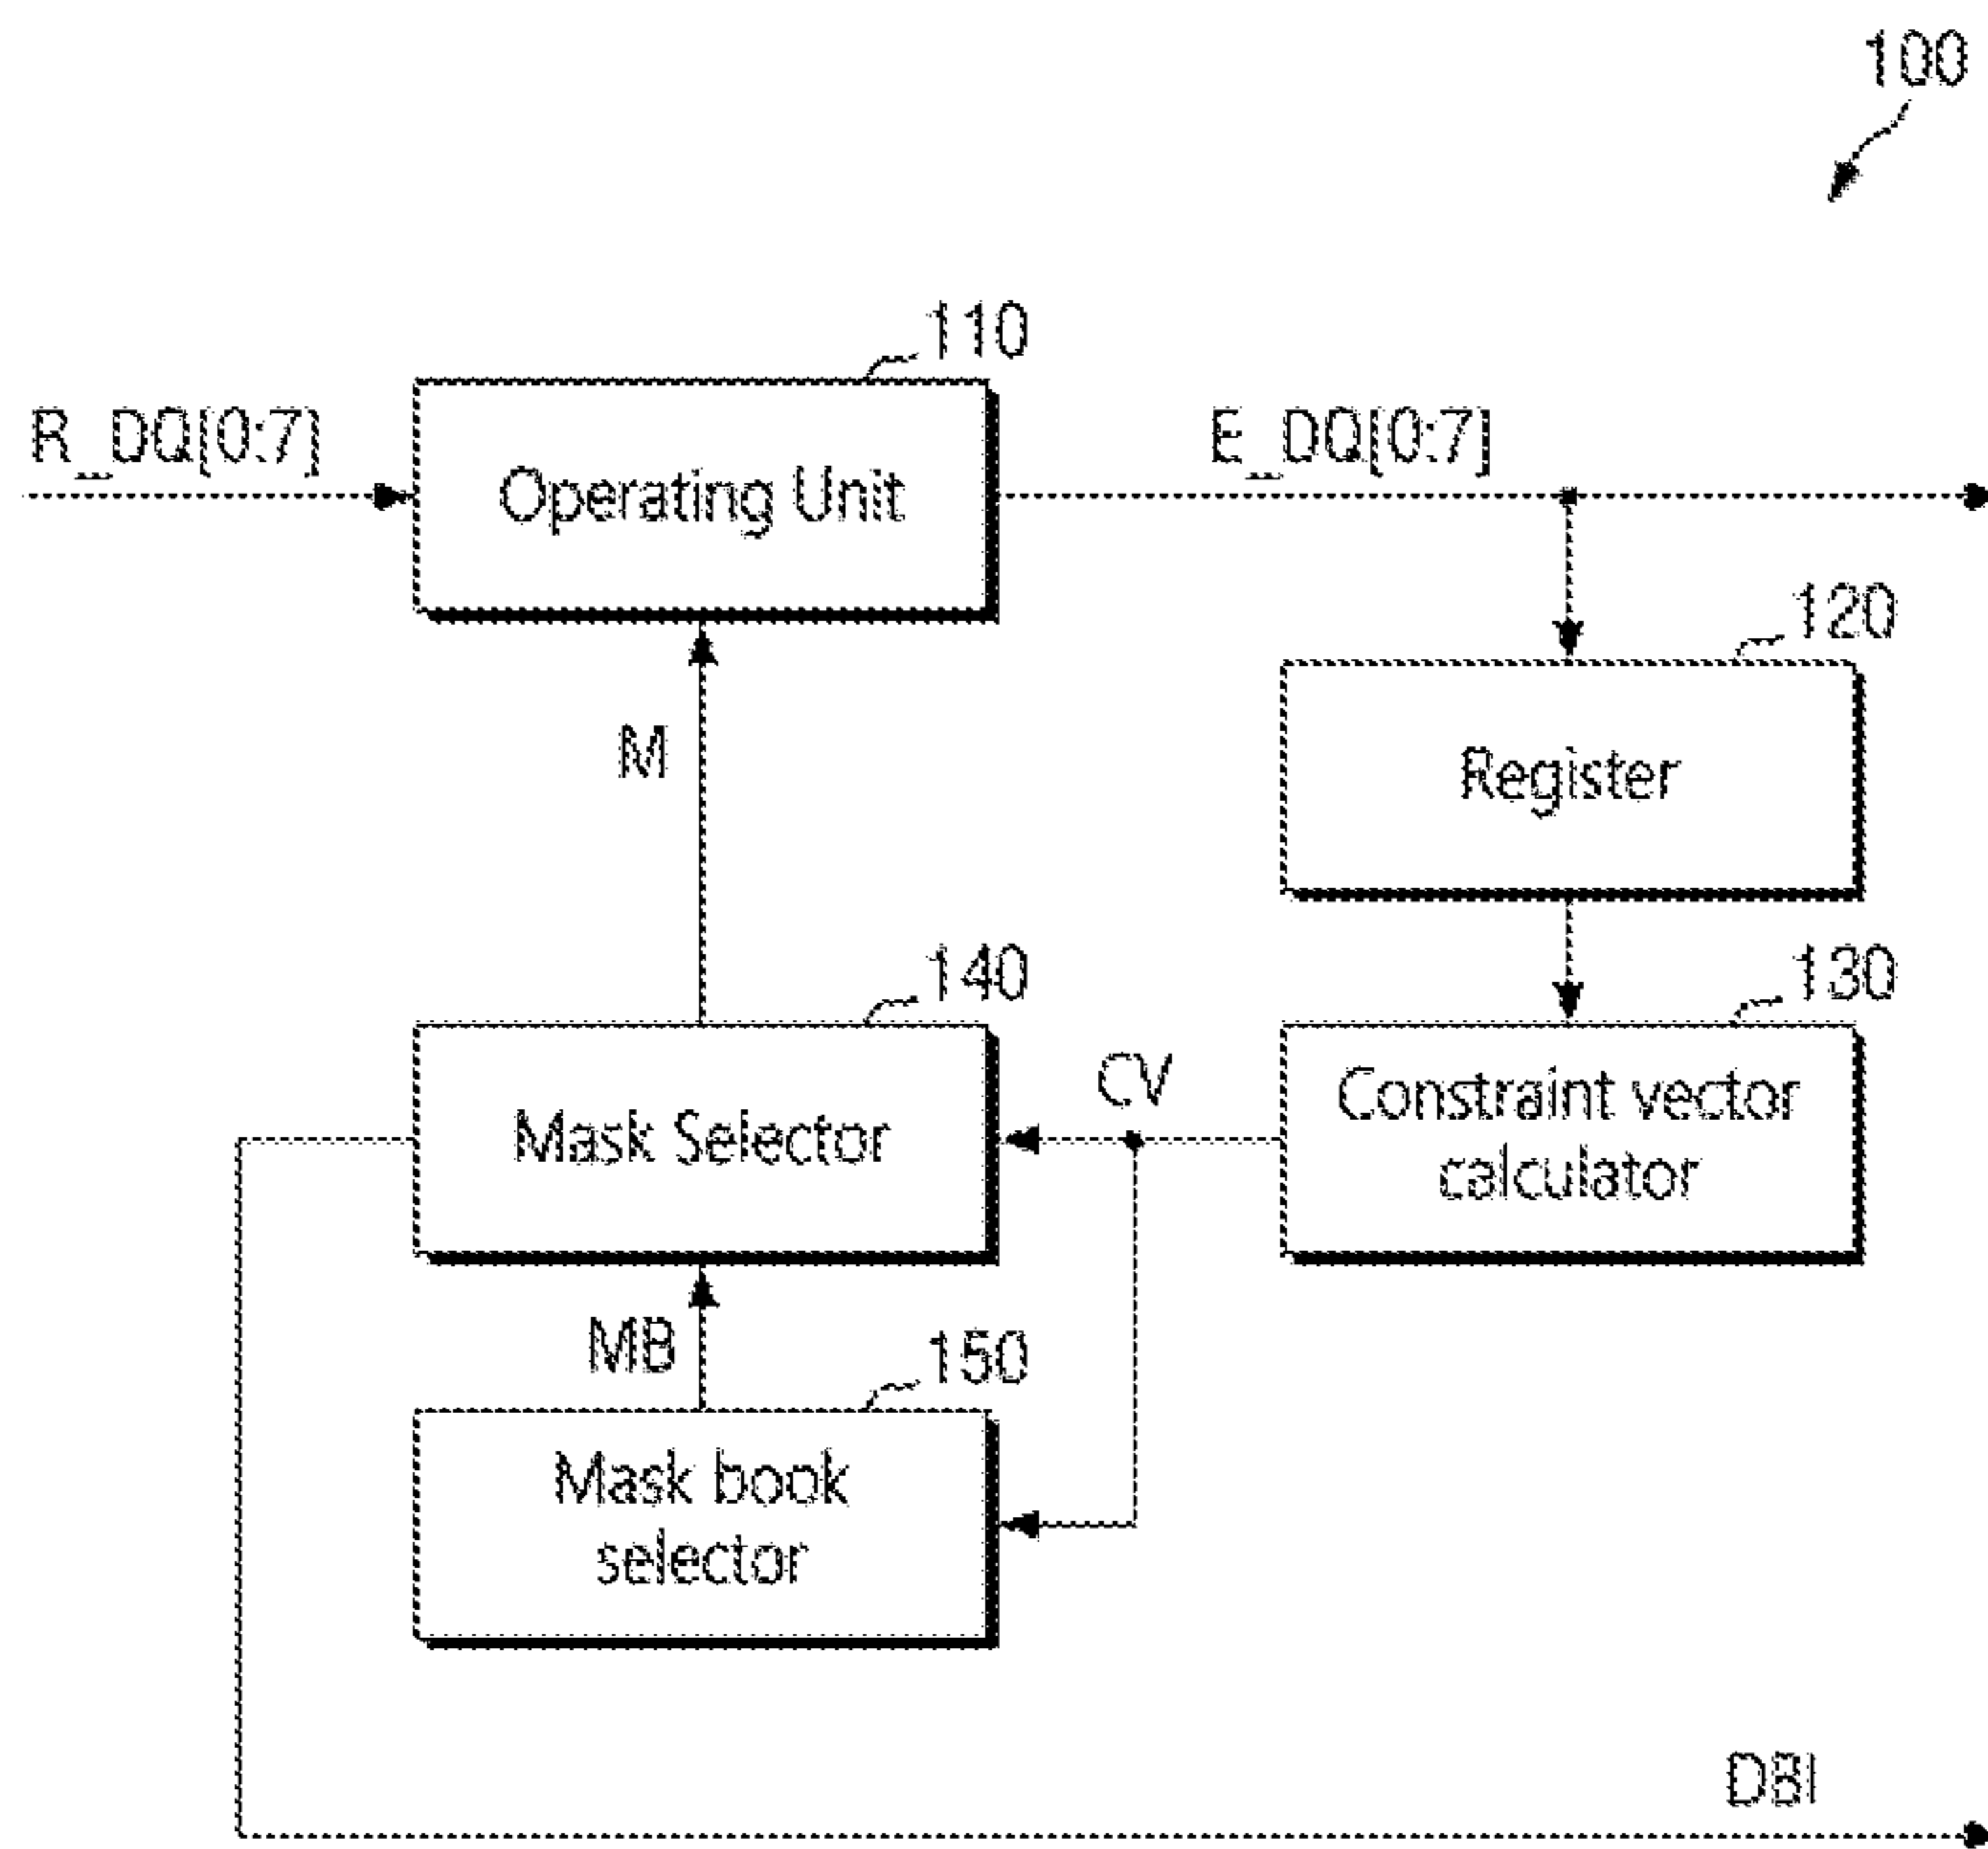 100
110
R_DQ[0:7]
Operating Unit
E_DQ[0:7]
120
Register
M
140
130
Mask Selector
CV
Constraint vector
calculator
MB
150
Mask book
selector
DBI